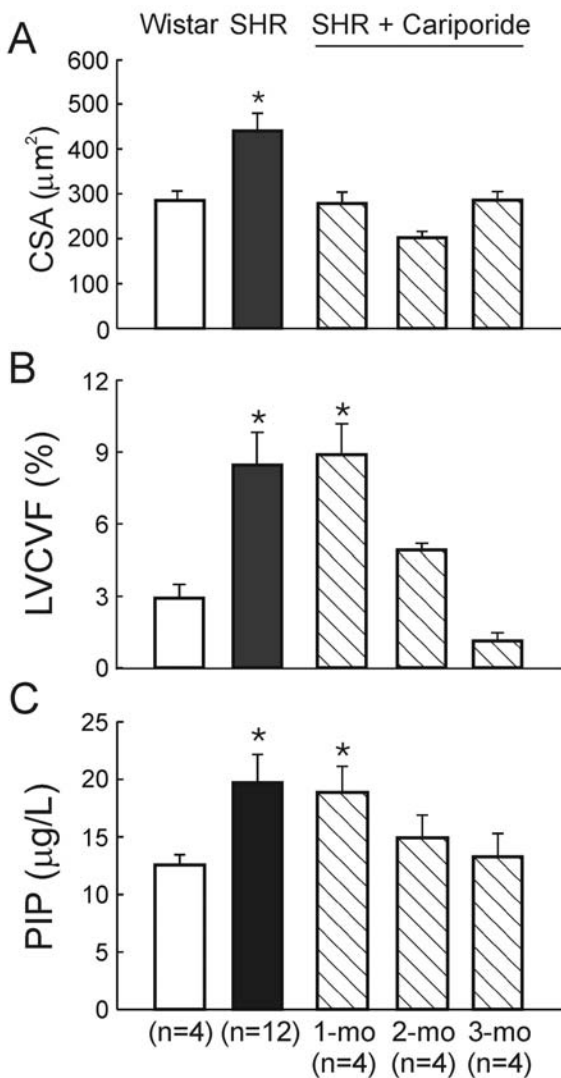 Wistar SHR SHR + Cariporide
A
CSA (μm²)
600
500
400
300
200
100
0
*
B
LVCVF (%)
12
9
6
3
0
* *
C
PIP (μg/L)
25
20
15
10
5
0
* *
(n=4) (n=12) 1-mo 2-mo 3-mo
(n=4) (n=4) (n=4)